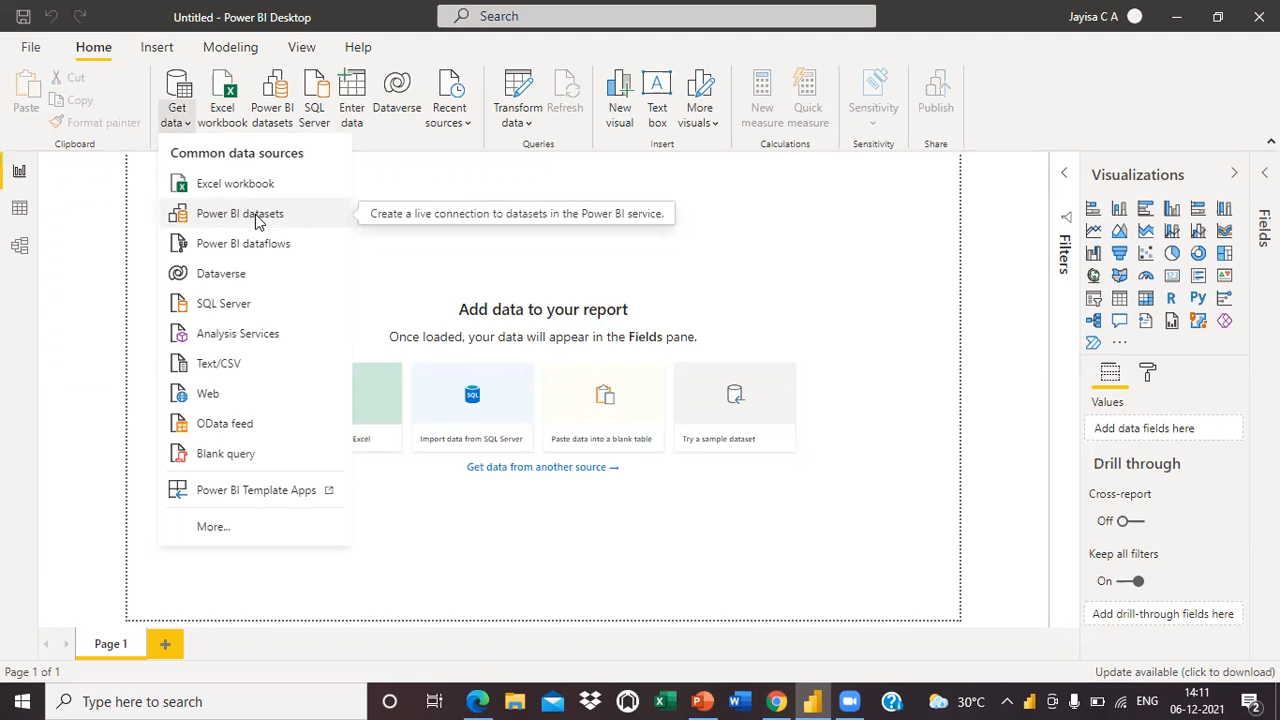 Untitled - Power BI Desktop
Search
Jayisa C A
File
Home
Insert
Modeling
View
Help
Paste
Cut
Copy
Format painter
Clipboard
Get data
Excel workbook
Power BI datasets
SQL Server
Enter data
Dataverse
Recent sources
Transform data
Refresh
Queries
New visual
Text box
More visuals
Insert
New measure
Quick measure
Calculations
Sensitivity
Sensitivity
Publish
Share
Common data sources
Excel workbook
Power BI datasets
Create a live connection to datasets in the Power BI service.
Power BI dataflows
Dataverse
SQL Server
Analysis Services
Text/CSV
Web
OData feed
Blank query
Power BI Template Apps
More...
Add data to your report
Once loaded, your data will appear in the Fields pane.
Excel
SQL
Import data from SQL Server
Paste data into a blank table
Try a sample dataset
Get data from another source →
Filters
Visualizations
Fields
123
R
Py
Values
Add data fields here
Drill through
Cross-report
Off
Keep all filters
On
Add drill-through fields here
Page 1
Page 1 of 1
Update available (click to download)
Type here to search
30°C
ENG
14:11
06-12-2021
2